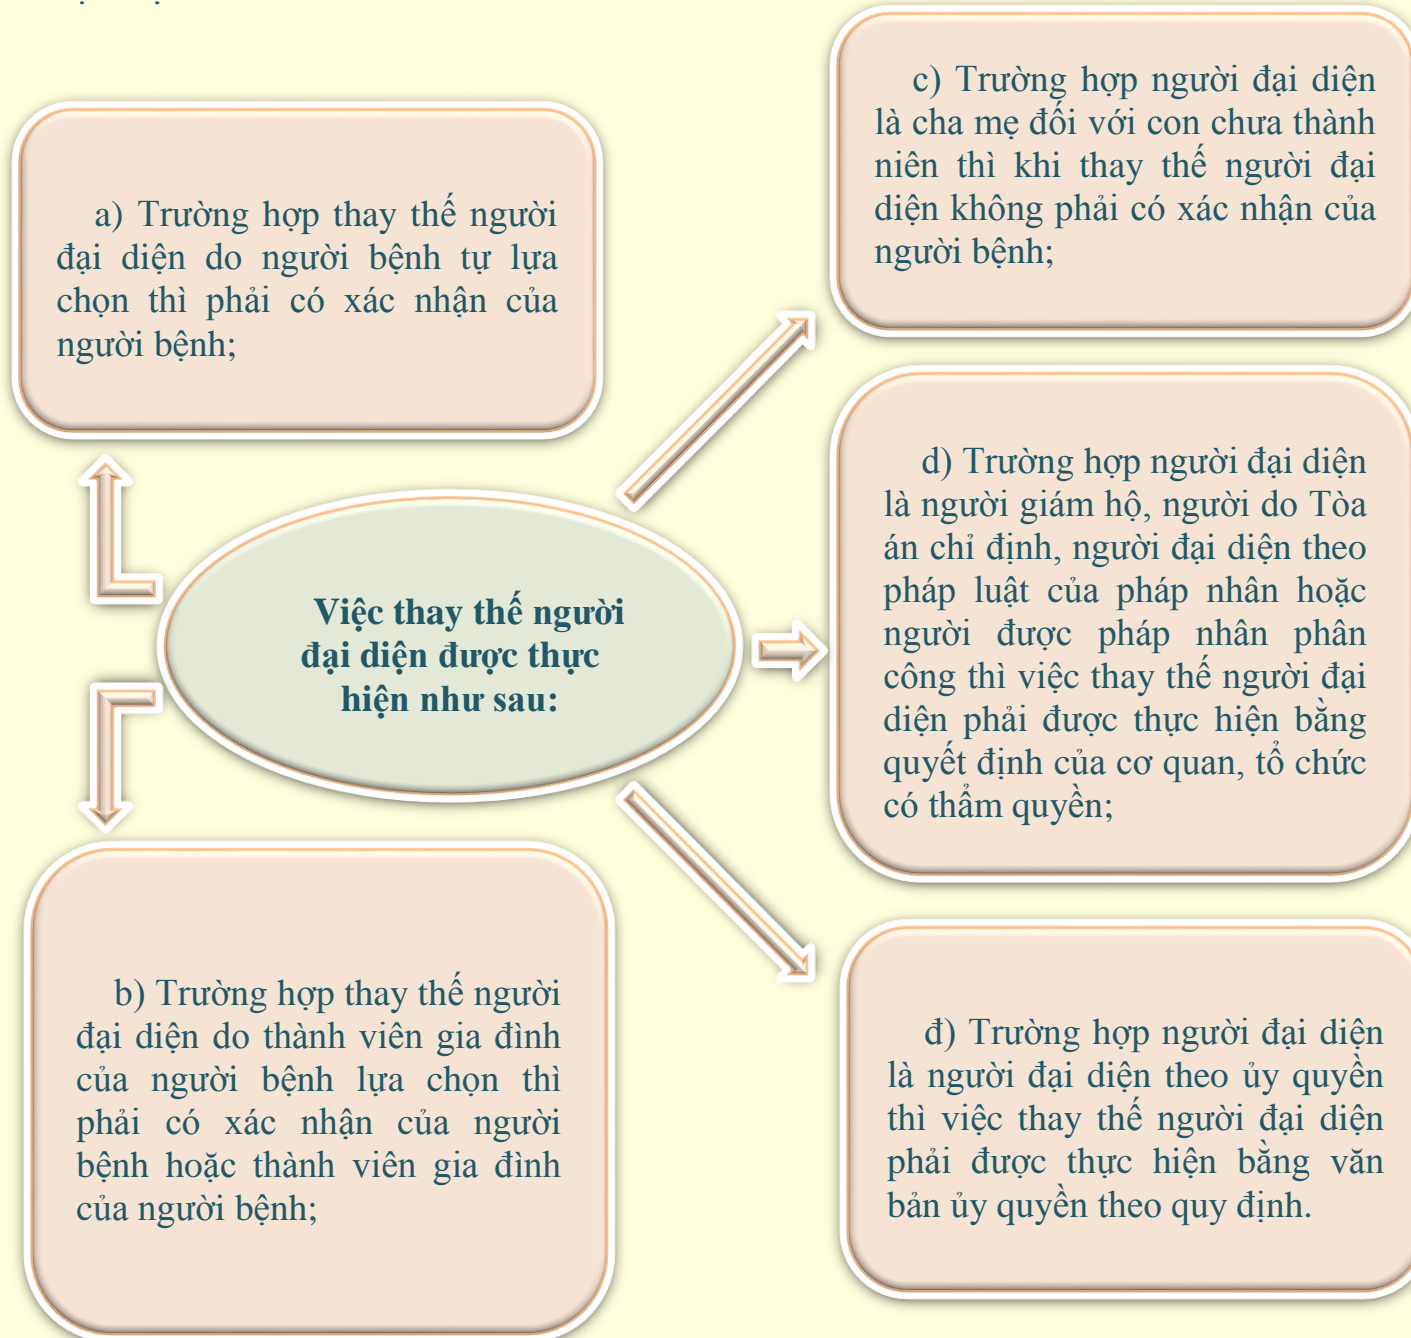 a) Trường hợp thay thế người
đại diện do người bệnh tự lựa
chọn thì phải có xác nhận của
người bệnh;
Việc thay thế người
đại diện được thực
hiện như sau:
b) Trường hợp thay thế người
đại diện do thành viên gia đình
của người bệnh lựa chọn thì
phải có xác nhận của người
bệnh hoặc thành viên gia đình
của người bệnh;
c) Trường hợp người đại diện
là cha mẹ đối với con chưa thành
niên thì khi thay thế người đại
diện không phải có xác nhận của
người bệnh;
d) Trường hợp người đại diện
là người giám hộ, người do Tòa
án chỉ định, người đại diện theo
pháp luật của pháp nhân hoặc
người được pháp nhân phân
công thì việc thay thế người đại
diện phải được thực hiện bằng
quyết định của cơ quan, tổ chức
có thẩm quyền;
đ) Trường hợp người đại diện
là người đại diện theo ủy quyền
thì việc thay thế người đại diện
phải được thực hiện bằng văn
bản ủy quyền theo quy định.